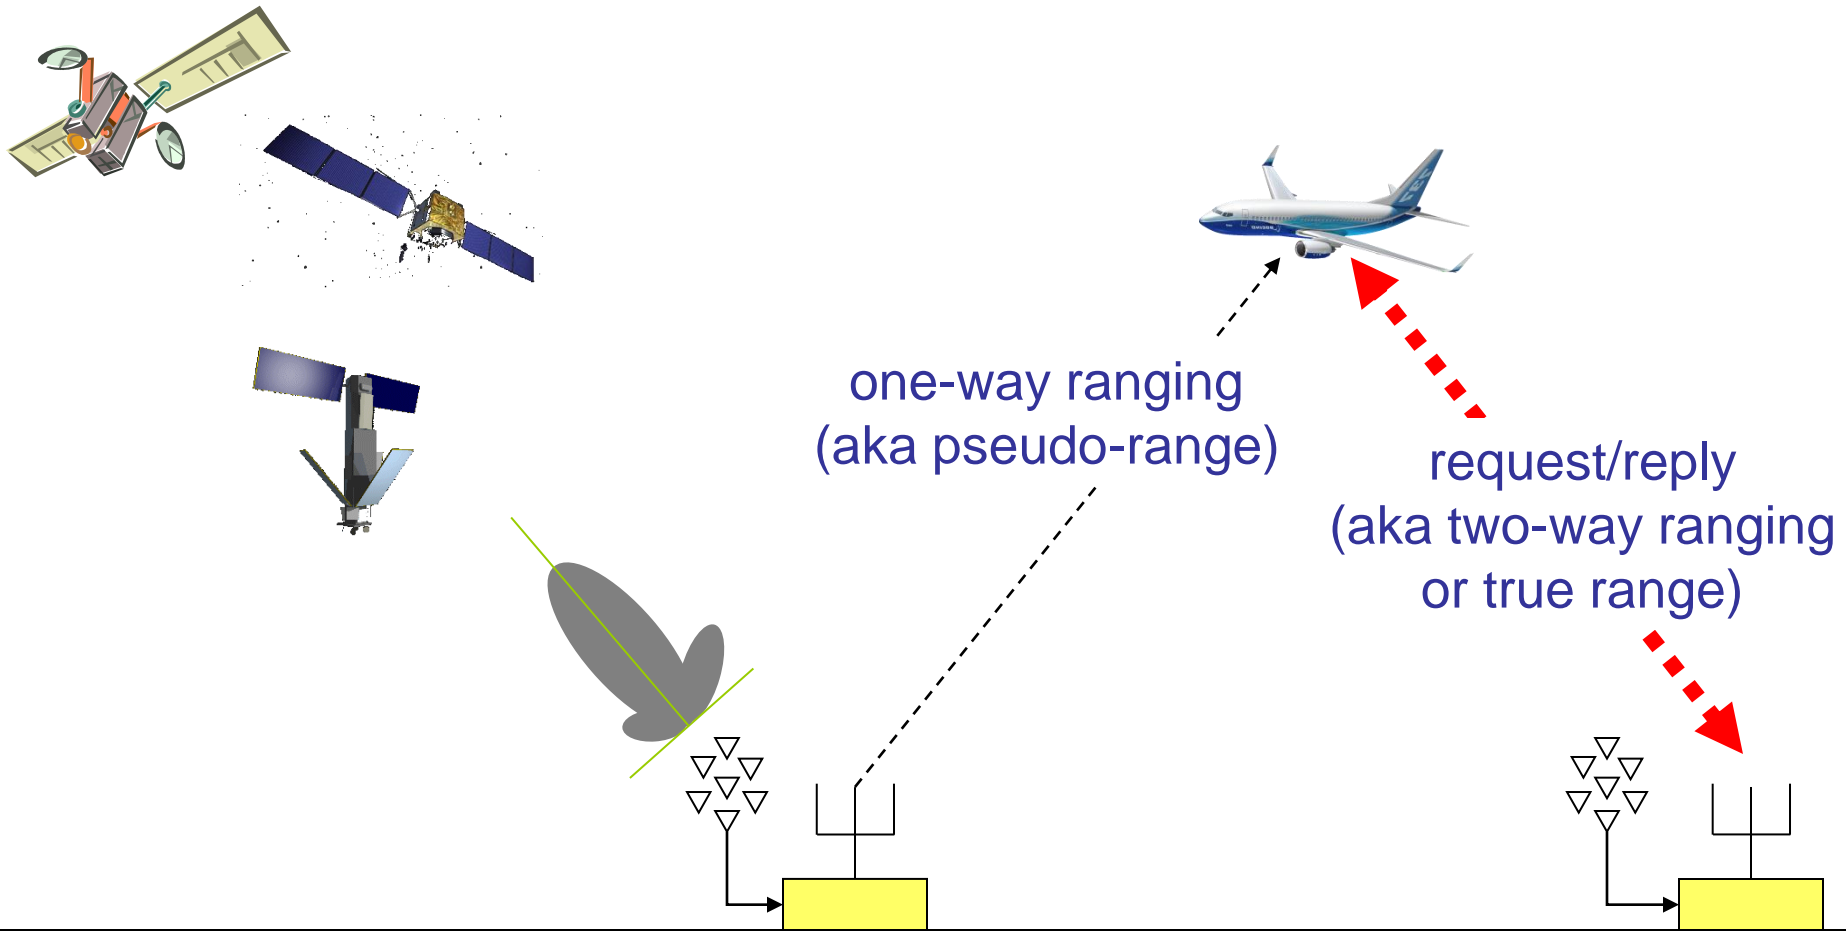 one-way ranging
(aka pseudo-range)
request/reply
(aka two-way ranging
or true range)